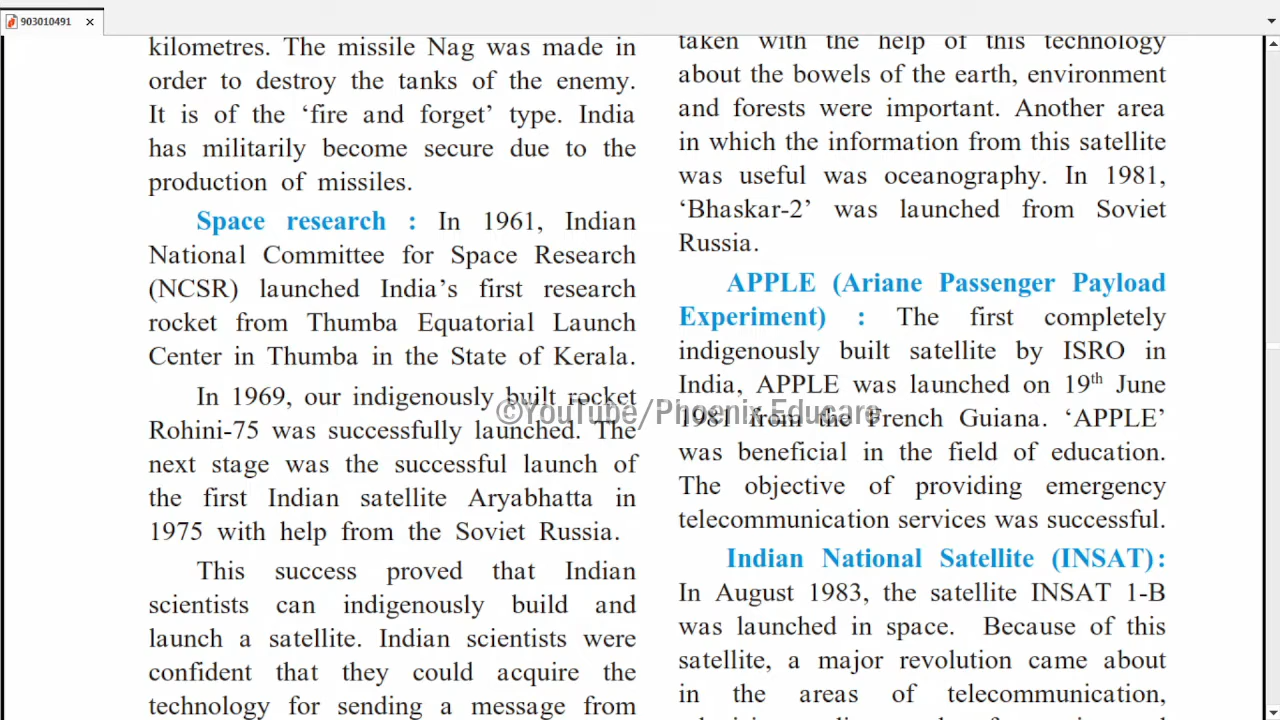 903010491
kilometres. The missile Nag was made in
order to destroy the tanks of the enemy.
It is of the ‘fire and forget’ type. India
has militarily become secure due to the
production of missiles.
Space research : In 1961, Indian
National Committee for Space Research
(NCSR) launched India’s first research
rocket from Thumba Equatorial Launch
Center in Thumba in the State of Kerala.
In 1969, our indigenously built rocket
Rohini-75 was successfully launched. The
next stage was the successful launch of
the first Indian satellite Aryabhatta in
1975 with help from the Soviet Russia.
This success proved that Indian
scientists can indigenously build and
launch a satellite. Indian scientists were
confident that they could acquire the
technology for sending a message from
taken with the help of this technology
about the bowels of the earth, environment
and forests were important. Another area
in which the information from this satellite
was useful was oceanography. In 1981,
‘Bhaskar-2’ was launched from Soviet
Russia.
APPLE (Ariane Passenger Payload
Experiment) : The first completely
indigenously built satellite by ISRO in
India, APPLE was launched on 19th June
1981 from the French Guiana. ‘APPLE’
was beneficial in the field of education.
The objective of providing emergency
telecommunication services was successful.
Indian National Satellite (INSAT):
In August 1983, the satellite INSAT 1-B
was launched in space. Because of this
satellite, a major revolution came about
in the areas of telecommunication,
©YouTube/Phoenix Educare